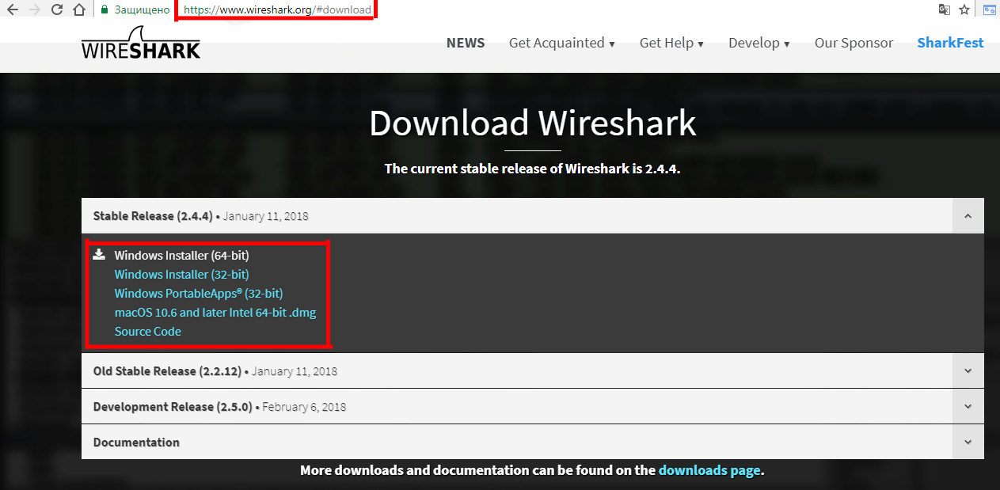 Защищено https://www.wireshark.org/#download
WIRESHARK NEWS Get Acquainted ▾ Get Help ▾ Develop ▾ Our Sponsor SharkFest
Download Wireshark
The current stable release of Wireshark is 2.4.4.
Stable Release (2.4.4) • January 11, 2018
Windows Installer (64-bit)
Windows Installer (32-bit)
Windows PortableApps® (32-bit)
macOS 10.6 and later Intel 64-bit .dmg
Source Code
Old Stable Release (2.2.12) • January 11, 2018
Development Release (2.5.0) • February 6, 2018
Documentation
More downloads and documentation can be found on the downloads page.